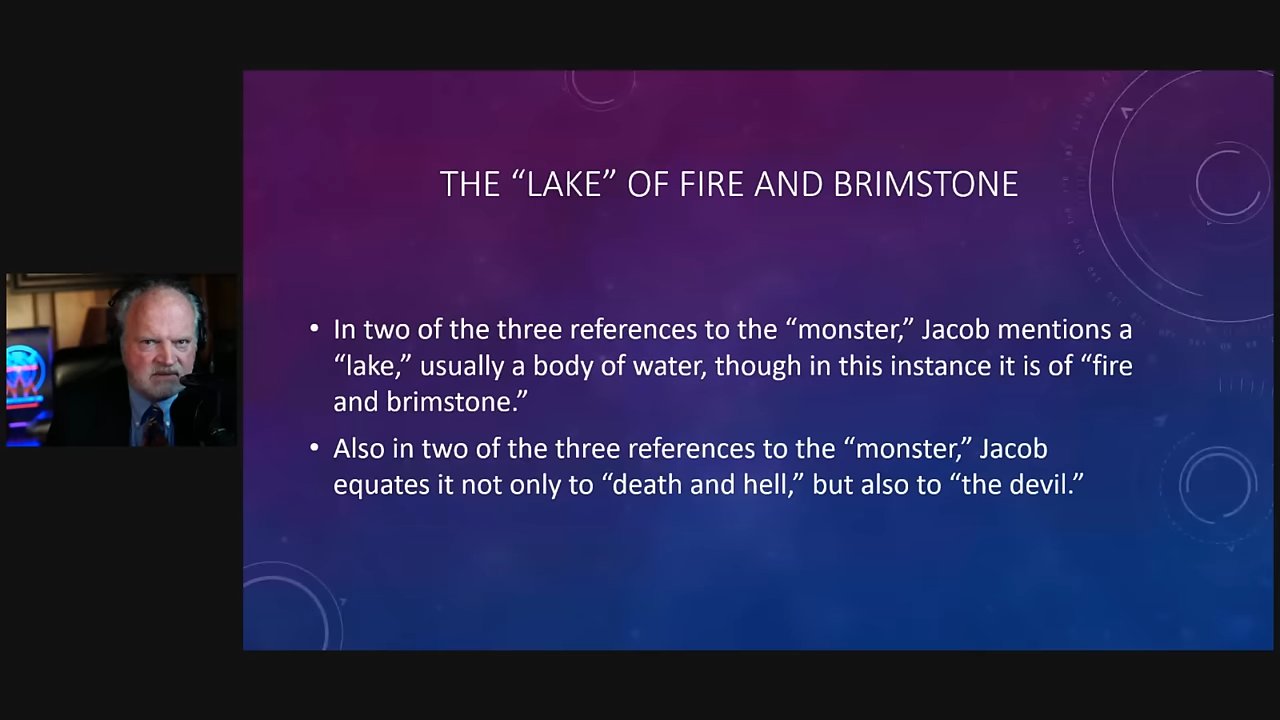 THE “LAKE” OF FIRE AND BRIMSTONE
• In two of the three references to the “monster,” Jacob mentions a
“lake,” usually a body of water, though in this instance it is of “fire
and brimstone.”
• Also in two of the three references to the “monster,” Jacob
equates it not only to “death and hell,” but also to “the devil.”